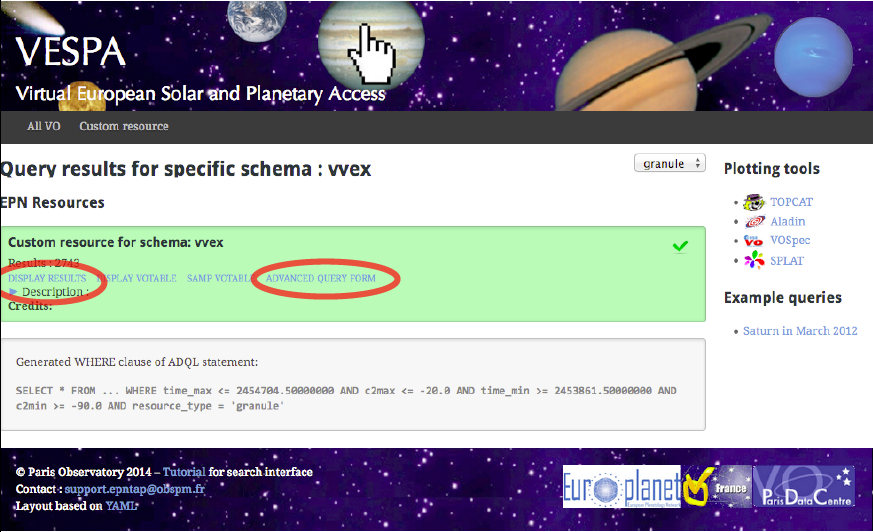 VESPA
Virtual European Solar and Planetary Access
All VO Custom resource
Query results for specific schema : vvex
granule
EPN Resources
Custom resource for schema: vvex
Results : 2743
DISPLAY RESULTS DISPLAY VOTABLE SAMP VOTABLE ADVANCED QUERY FORM
Description :
Credits:
Generated WHERE clause of ADQL statement:
SELECT * FROM ... WHERE time_max <= 2454704.50000000 AND c2max <= -20.0 AND time_min >= 2453861.50000000 AND
c2min >= -90.0 AND resource_type = 'granule'
Plotting tools
TOPCAT
Aladin
VOSpec
SPLAT
Example queries
Saturn in March 2012
© Paris Observatory 2014 – Tutorial for search interface
Contact : support.epntap@obspm.fr
Layout based on YAML
Europlanet
France
VO
Paris Data Centre